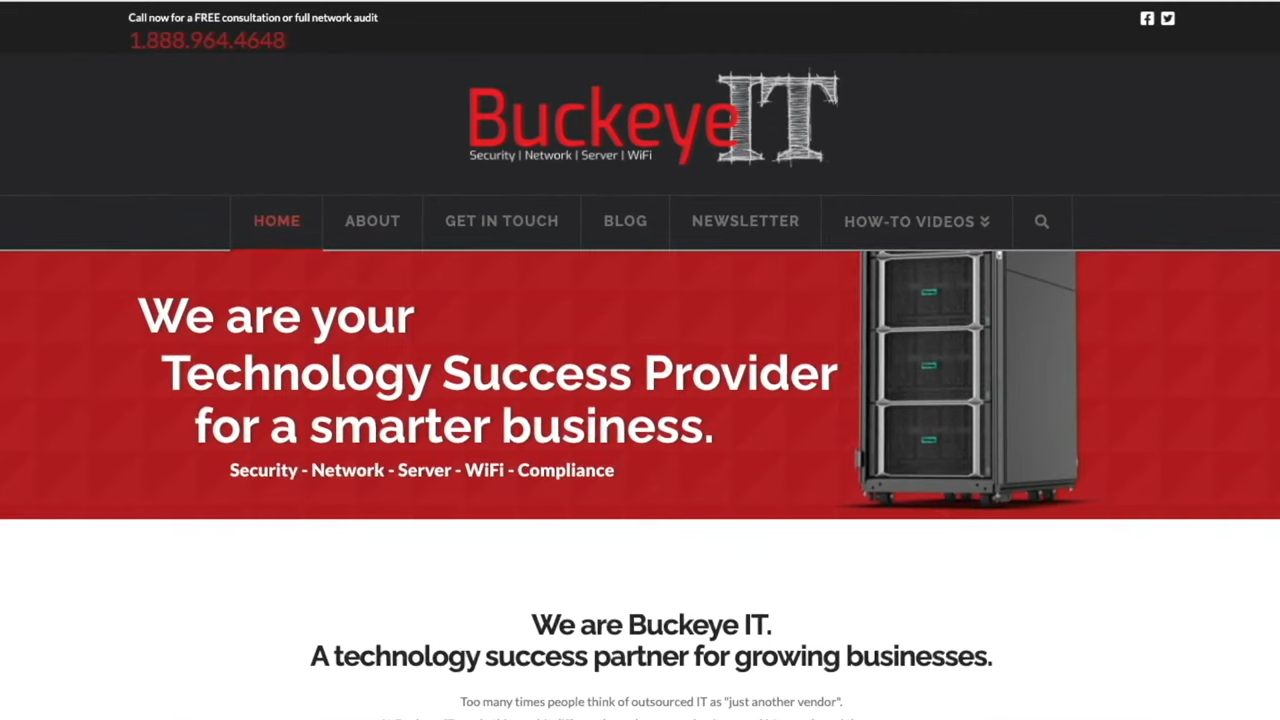 Call now for a FREE consultation or full network audit
1.888.964.4648
BuckeyeIT
Security | Network | Server | WiFi
HOME ABOUT GET IN TOUCH BLOG NEWSLETTER HOW-TO VIDEOS
We are your
Technology Success Provider
for a smarter business.
Security - Network - Server - WiFi - Compliance
We are Buckeye IT.
A technology success partner for growing businesses.
Too many times people think of outsourced IT as "just another vendor".